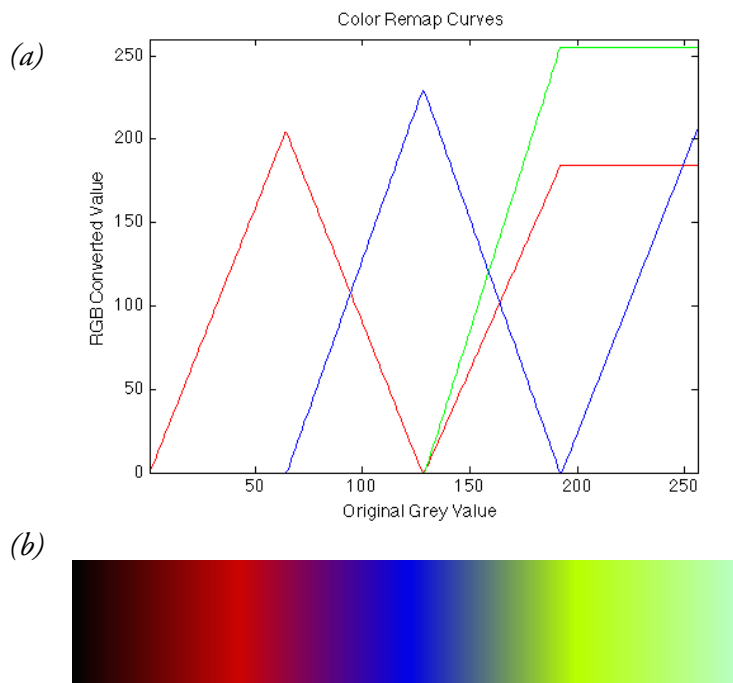 Color Remap Curves
(a)
RGB Converted Value
250
200
150
100
50
0
50 100 150 200 250
Original Grey Value
(b)